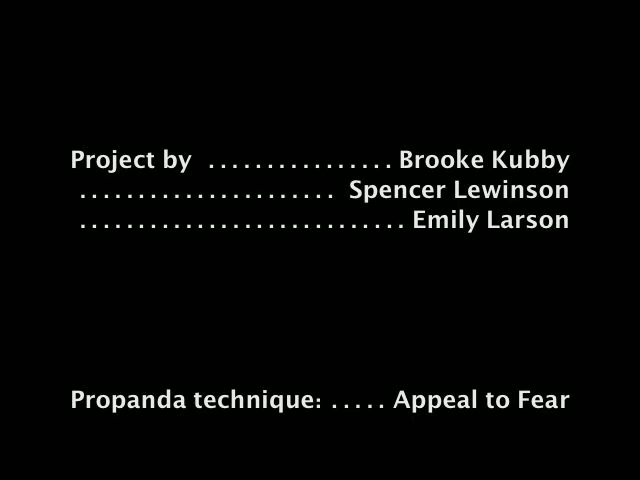 Project by ................ Brooke Kubby
...................... Spencer Lewinson
............................ Emily Larson
Propanda technique: ..... Appeal to Fear